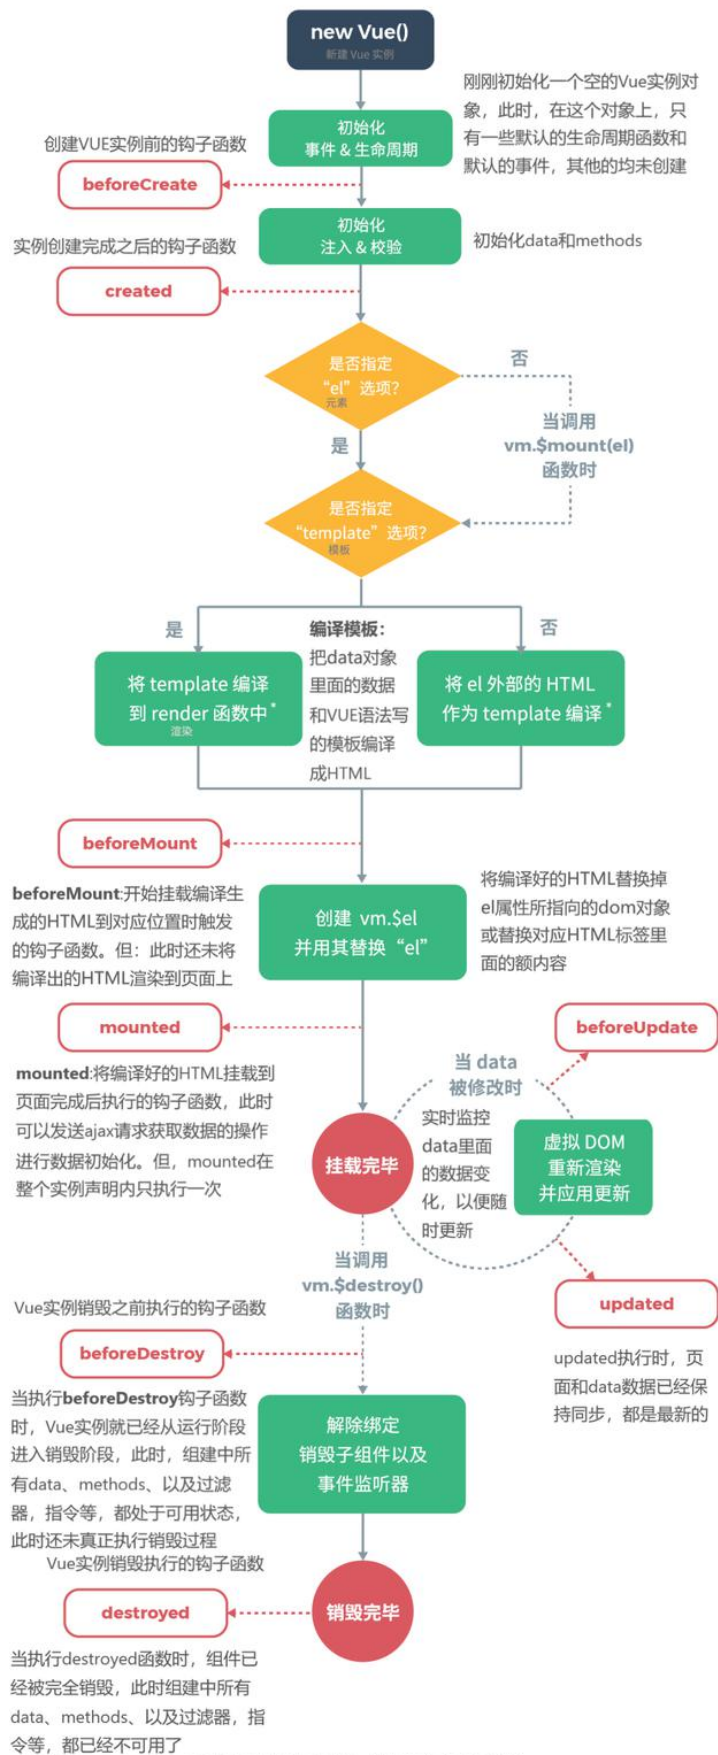 new Vue()
新建 Vue 实例
刚刚初始化一个空的Vue实例对
象，此时，在这个对象上，只
有一些默认的生命周期函数和
默认的事件，其他的均未创建
初始化
事件 & 生命周期
创建VUE实例前的钩子函数
beforeCreate
初始化
注入 & 校验
初始化data和methods
实例创建完成之后的钩子函数
created
是否指定
“el”选项?
元素
否
当调用
vm.$mount(el)
函数时
是
是否指定
“template”选项?
模板
是
否
编译模板：
把data对象
里面的数据
和VUE语法写
的模板编译
成HTML
将 template 编译
到 render 函数中*
渲染
将 el 外部的 HTML
作为 template 编译*
beforeMount
beforeMount:开始挂载编译生
成的HTML到对应位置时触发
的钩子函数。但：此时还未将
编译出的HTML渲染到页面上
创建 vm.$el
并用其替换“el”
将编译好的HTML替换掉
el属性所指向的dom对象
或替换对应HTML标签里
面的额内容
mounted
mounted:将编译好的HTML挂载到
页面完成后执行的钩子函数，此时
可以发送ajax请求获取数据的操作
进行数据初始化。但，mounted在
整个实例声明内只执行一次
beforeUpdate
当 data
被修改时
实时监控
data里面
的数据变
化，以便随
时更新
虚拟 DOM
重新渲染
并应用更新
挂载完毕
updated
updated执行时，页
面和data数据已经保
持同步，都是最新的
当调用
vm.$destroy()
函数时
Vue实例销毁之前执行的钩子函数
beforeDestroy
当执行beforeDestroy钩子函数
时，Vue实例就已经从运行阶段
进入销毁阶段，此时，组建中所
有data、methods、以及过滤
器，指令等，都处于可用状态，
此时还未真正执行销毁过程
解除绑定
销毁子组件以及
事件监听器
Vue实例销毁执行的钩子函数
destroyed
销毁完毕
当执行destroyed函数时，组件已
经被完全销毁，此时组建中所有
data、methods、以及过滤器，指
令等，都已经不可用了